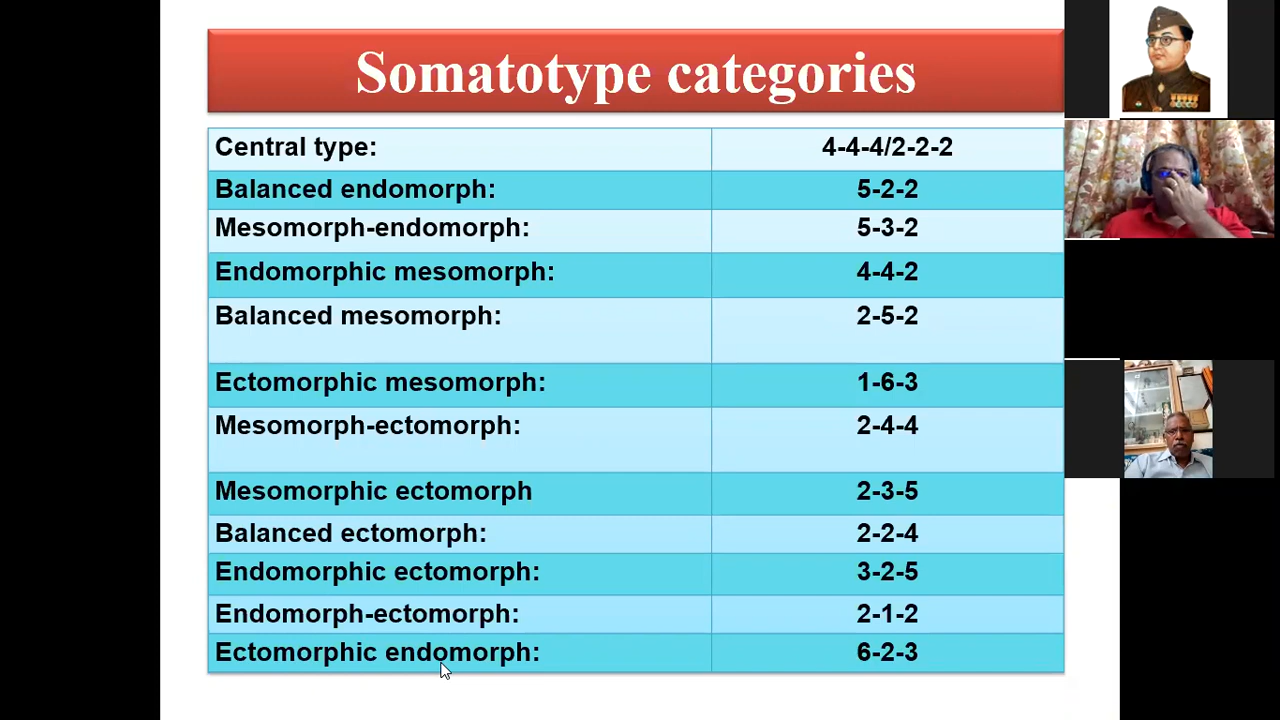 Somatotype categories
Central type: 4-4-4/2-2-2
Balanced endomorph: 5-2-2
Mesomorph-endomorph: 5-3-2
Endomorphic mesomorph: 4-4-2
Balanced mesomorph: 2-5-2
Ectomorphic mesomorph: 1-6-3
Mesomorph-ectomorph: 2-4-4
Mesomorphic ectomorph 2-3-5
Balanced ectomorph: 2-2-4
Endomorphic ectomorph: 3-2-5
Endomorph-ectomorph: 2-1-2
Ectomorphic endomorph: 6-2-3